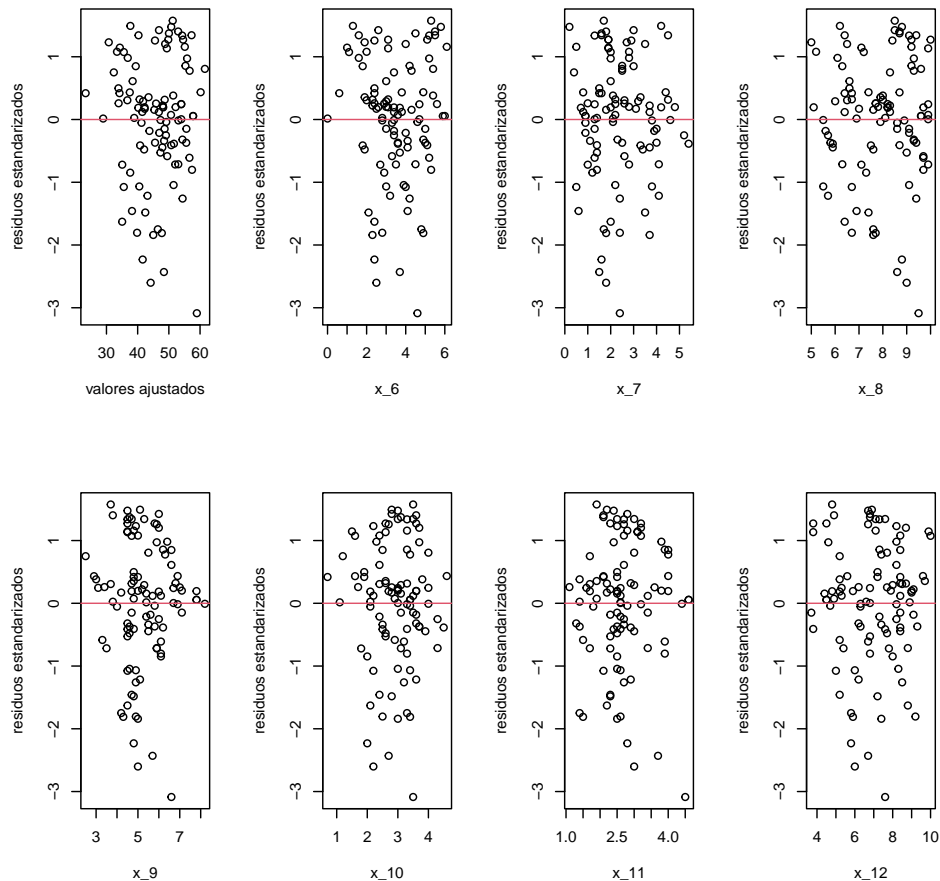 residuos estandarizados
1
0
−1
−2
−3
30 40 50 60
valores ajustados
residuos estandarizados
1
0
−1
−2
−3
0 2 4 6
x_6
residuos estandarizados
1
0
−1
−2
−3
0 1 2 3 4 5
x_7
residuos estandarizados
1
0
−1
−2
−3
5 6 7 8 9
x_8
residuos estandarizados
1
0
−1
−2
−3
3 5 7
x_9
residuos estandarizados
1
0
−1
−2
−3
1 2 3 4
x_10
residuos estandarizados
1
0
−1
−2
−3
1.0 2.5 4.0
x_11
residuos estandarizados
1
0
−1
−2
−3
4 6 8 10
x_12